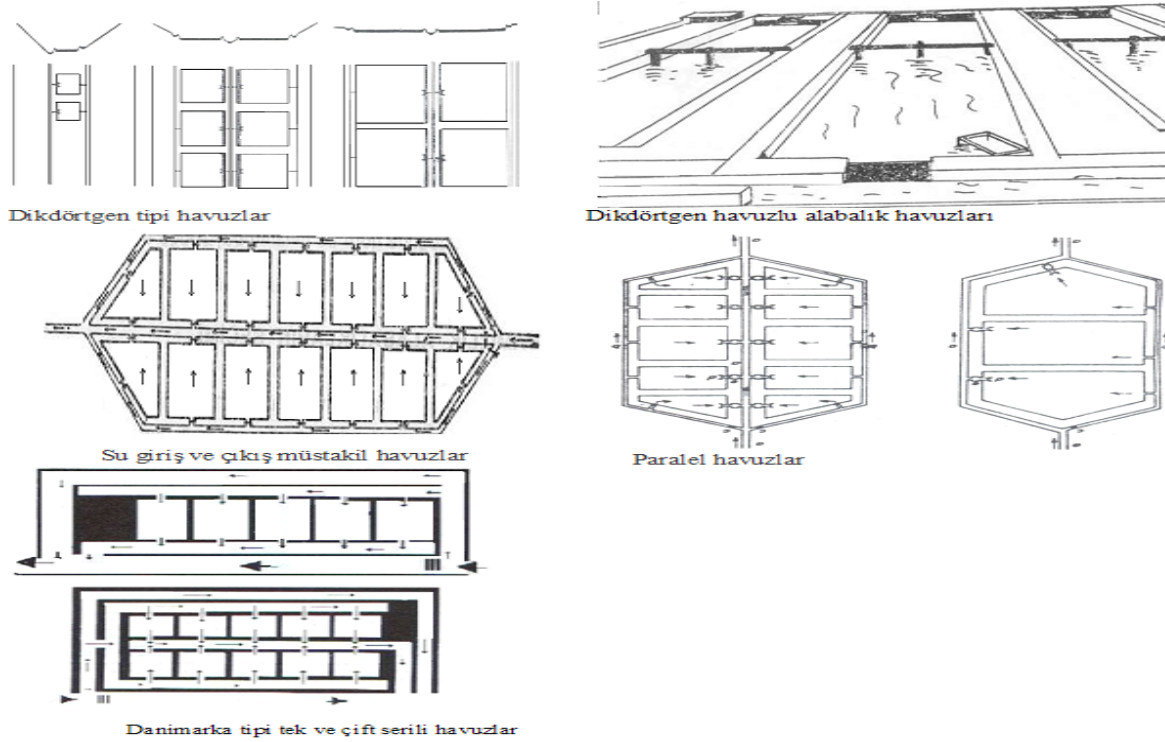 Dikdörtgen tipi havuzlar
Dikdörtgen havuzlu alabalık havuzları
Su giriş ve çıkış müstakil havuzlar
Paralel havuzlar
Danimarka tipi tek ve çift serili havuzlar